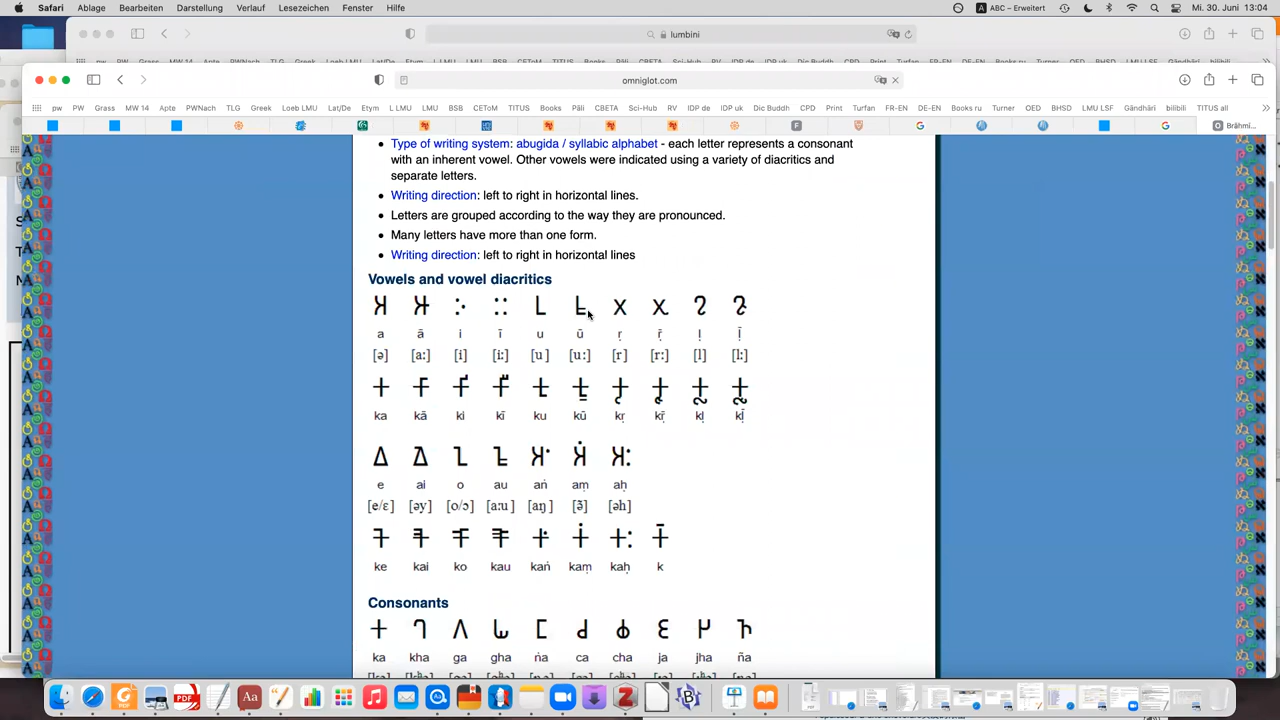 Safari Ablage Bearbeiten Darstellung Verlauf Lesezeichen Fenster Hilfe ABC – Erweitert Mi. 30. Juni 13:04
lumbini
omniglot.com
pw PW Grass MW 14 Apte PWNach TLG Greek Loeb LMU Lat/De Etym L LMU LMU BSB CEToM TITUS Books Pāli CBETA Sci-Hub RV IDP de IDP uk Dic Buddh CPD Print Turfan FR-EN DE-EN Books ru Turner OED BHSD LMU LSF Gāndhārī bilibili TITUS all
Brāhmi...
• Type of writing system: abugida / syllabic alphabet - each letter represents a consonant
with an inherent vowel. Other vowels were indicated using a variety of diacritics and
separate letters.
• Writing direction: left to right in horizontal lines.
• Letters are grouped according to the way they are pronounced.
• Many letters have more than one form.
• Writing direction: left to right in horizontal lines
Vowels and vowel diacritics
𑀅 𑀆 𑀇 𑀈 𑀉 𑀊 𑀋 𑀌 𑀍 𑀎
a ā i ī u ū ṛ ṝ ḷ ḹ
[ə] [aː] [i] [iː] [u] [uː] [r] [rː] [l] [lː]
𑀓 𑀓𑀸 𑀓𑀺 𑀓𑀻 𑀓𑀼 𑀓𑀽 𑀓𑀾 𑀓𑀿 𑀓𑁀 𑀓𑁁
ka kā ki kī ku kū kṛ kṝ kḷ kḹ
𑀏 𑀐 𑀑 𑀒 𑀅𑀁 𑀅𑀀 𑀅𑀂
e ai o au aṅ aṃ aḥ
[e/ɛ] [əy] [o/ɔ] [aːu] [aŋ] [ə̃] [əh]
𑀓𑁂 𑀓𑁃 𑀓𑁄 𑀓𑁅 𑀓𑀁 𑀓𑀀 𑀓𑀂 𑀓𑁆
ke kai ko kau kaṅ kaṃ kaḥ k
Consonants
𑀓 𑀔 𑀕 𑀖 𑀗 𑀘 𑀙 𑀚 𑀛 𑀜
ka kha ga gha ṅa ca cha ja jha ña